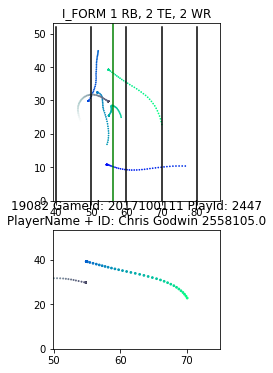 I_FORM 1 RB, 2 TE, 2 WR
50
40
30
20
10
0
40 50 60 70 80
19082 GameId: 2017100111 PlayId: 2447
PlayerName + ID: Chris Godwin 2558105.0
40
20
0
50 60 70